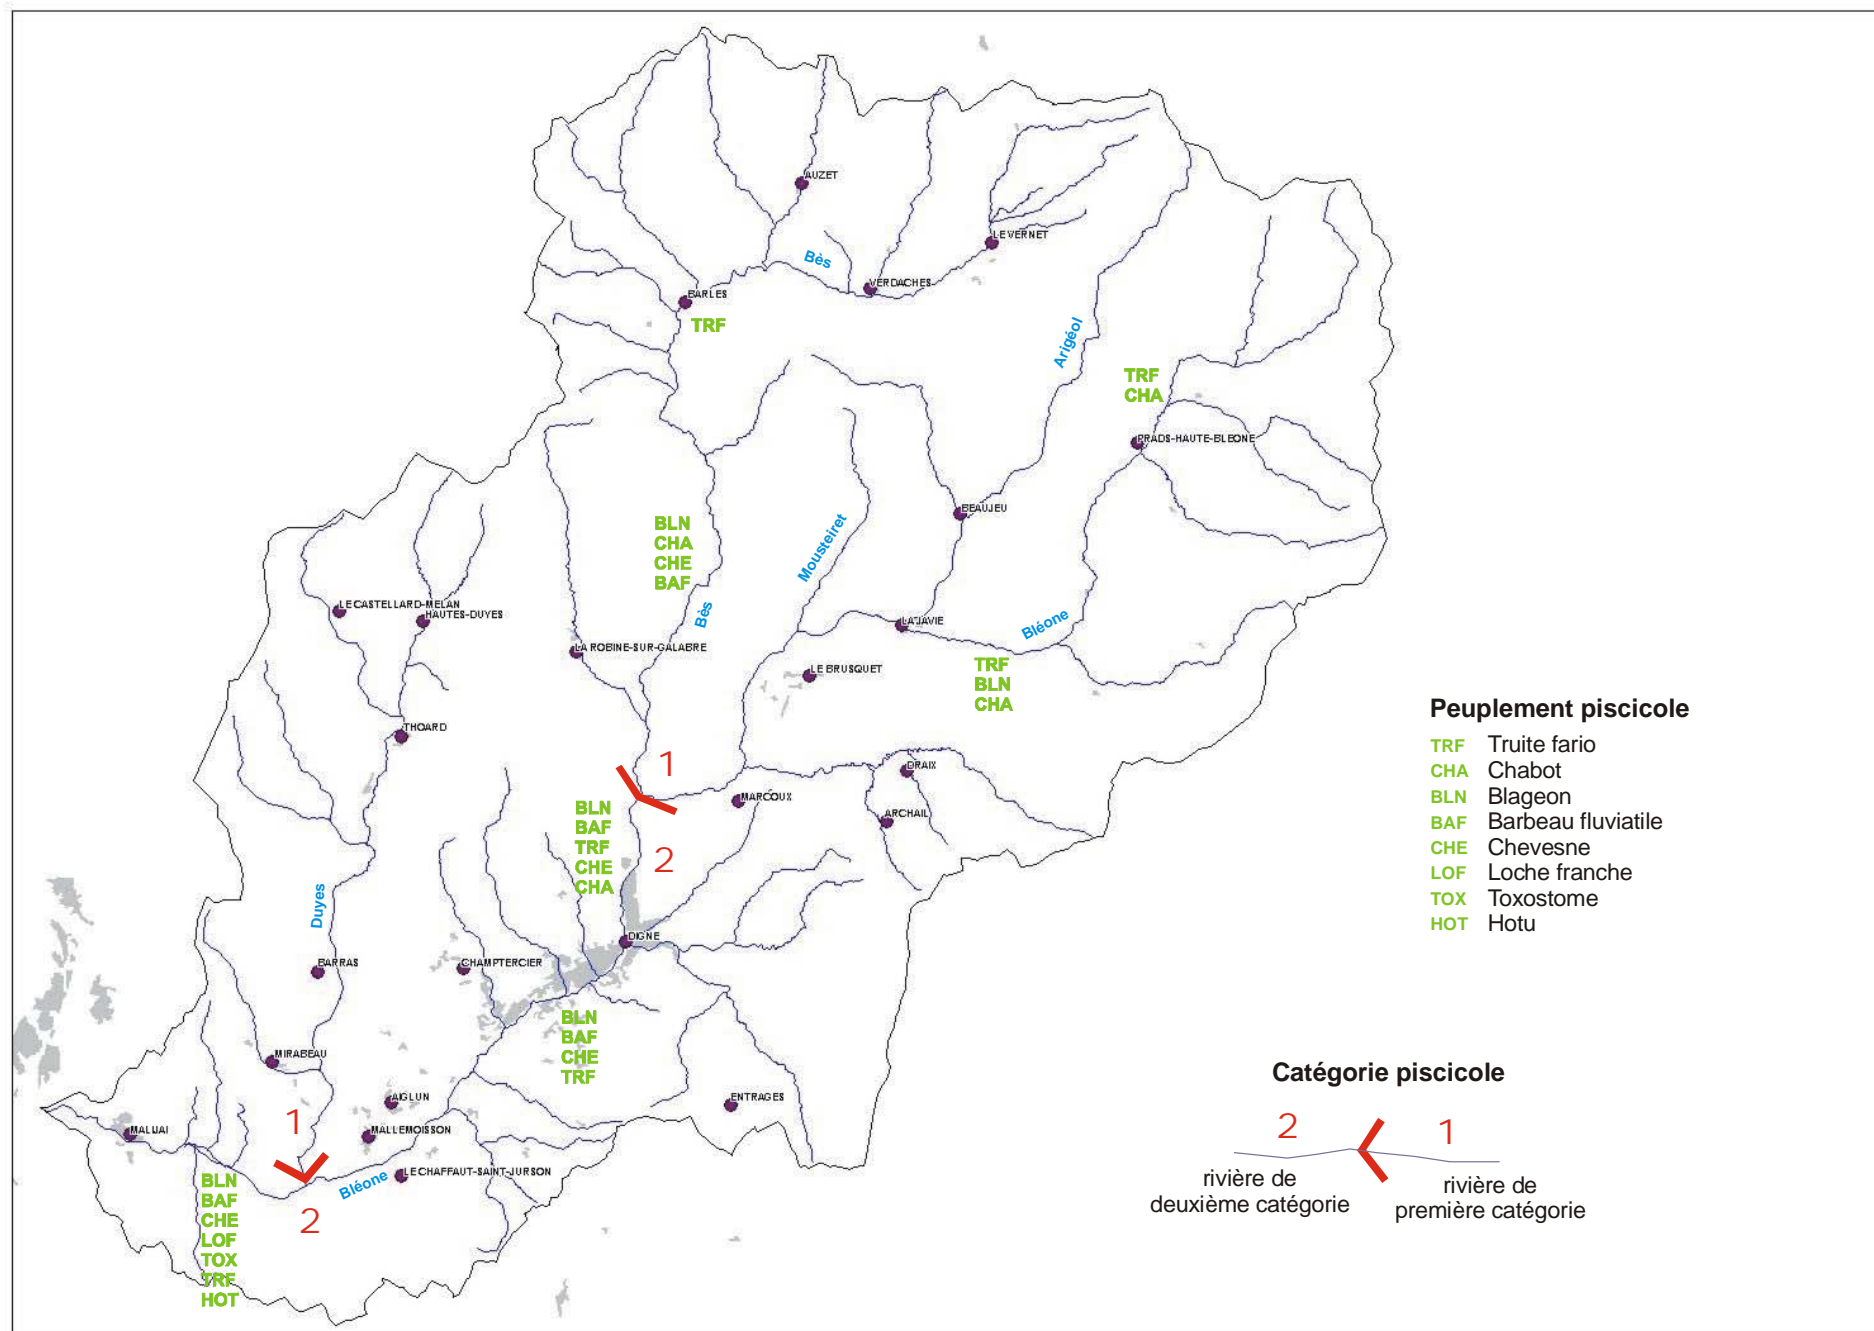 AUZET
LE VERNET
Bès
VERDACHES
BARLES
TRF
Arigéol
TRF
CHA
PRADS-HAUTE-BLEONE
BEAUJEU
BLN
CHA
CHE
BAF
Mousteiret
Bès
LE CASTELLARD-MELAN
HAUTES-DUYES
LA JAVIE
Bléone
LA ROBINE-SUR-GALABRE
LE BRUSQUET
TRF
BLN
CHA
THOARD
1
DRAIX
MARCOUX
ARCHAIL
BLN
BAF
TRF
CHE
CHA
2
Duyes
DIGNE
BARRAS
CHAMPTERCIER
BLN
BAF
CHE
TRF
MIRABEAU
AIGLUN
ENTRAGES
1
MALLEMOISSON
MALIJAI
LE CHAFFAUT-SAINT-JURSON
Bléone
2
BLN
BAF
CHE
LOF
TOX
TRF
HOT
Peuplement piscicole
TRF Truite fario
CHA Chabot
BLN Blageon
BAF Barbeau fluviatile
CHE Chevesne
LOF Loche franche
TOX Toxostome
HOT Hotu
Catégorie piscicole
2 1
rivière de
deuxième catégorie
rivière de
première catégorie